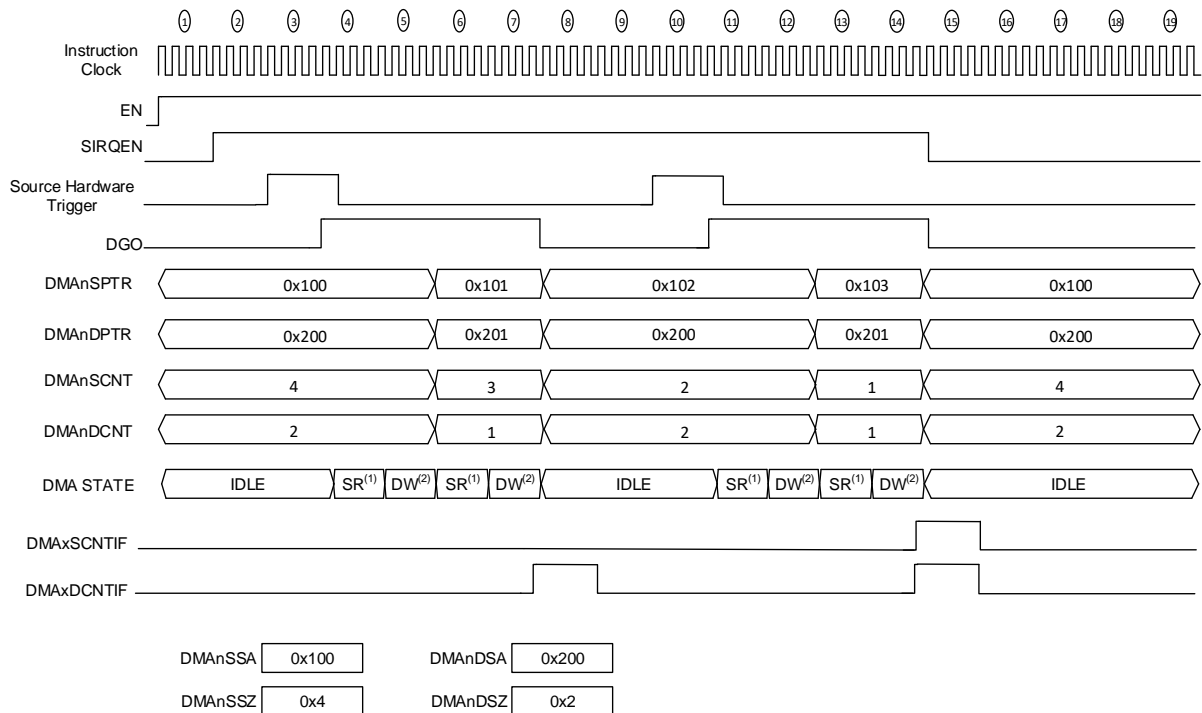 1 2 3 4 5 6 7 8 9 10 11 12 13 14 15 16 17 18 19
Instruction
Clock
EN
SIRQEN
Source Hardware
Trigger
DGO
DMAnSPTR 0x100 0x101 0x102 0x103 0x100
DMAnDPTR 0x200 0x201 0x200 0x201 0x200
DMAnSCNT 4 3 2 1 4
DMAnDCNT 2 1 2 1 2
DMA STATE IDLE SR(1) DW(2) SR(1) DW(2) IDLE SR(1) DW(2) SR(1) DW(2) IDLE
DMAxSCNTIF
DMAxDCNTIF
DMAnSSA 0x100 DMAnDSA 0x200
DMAnSSZ 0x4 DMAnDSZ 0x2